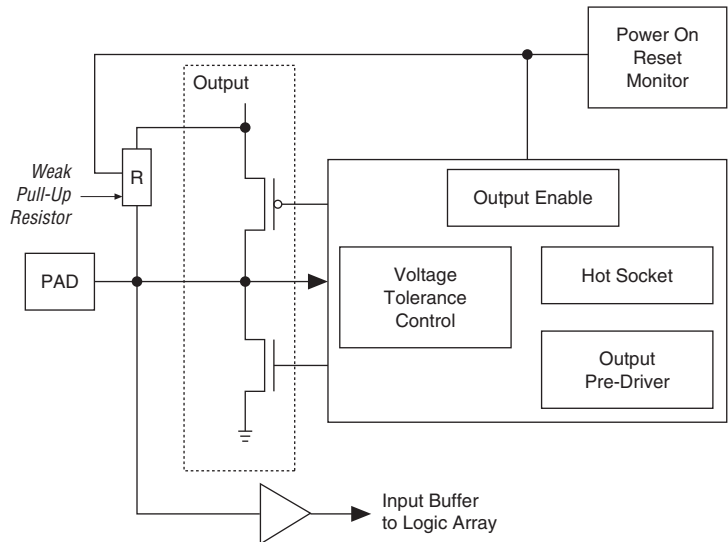 Power On
Reset
Monitor
Output
Weak
Pull-Up
Resistor
R
Output Enable
PAD
Voltage
Tolerance
Control
Hot Socket
Output
Pre-Driver
Input Buffer
to Logic Array